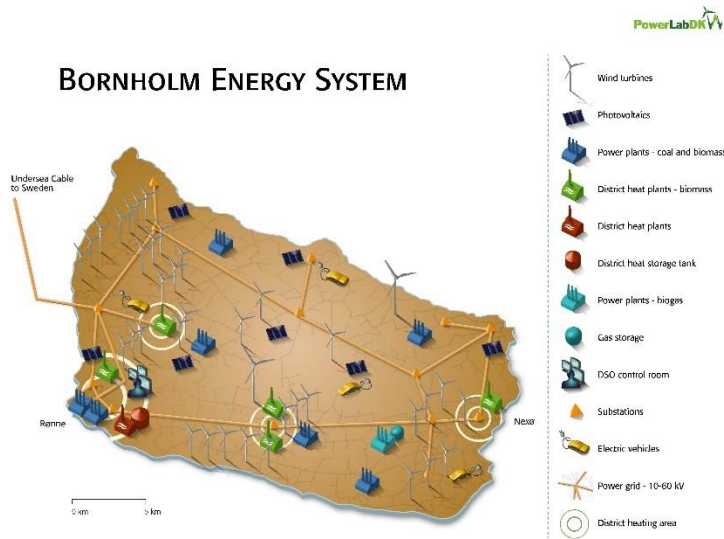 PowerLabDK
BORNHOLM ENERGY SYSTEM
Undersea Cable
to Sweden
Rønne
Nexø
0 km
5 km
Wind turbines
Photovoltaics
Power plants - coal and biomass
District heat plants - biomass
District heat plants
District heat storage tank
Power plants - biogas
Gas storage
DSO control room
Substations
Electric vehicles
Power grid - 10-60 kV
District heating area